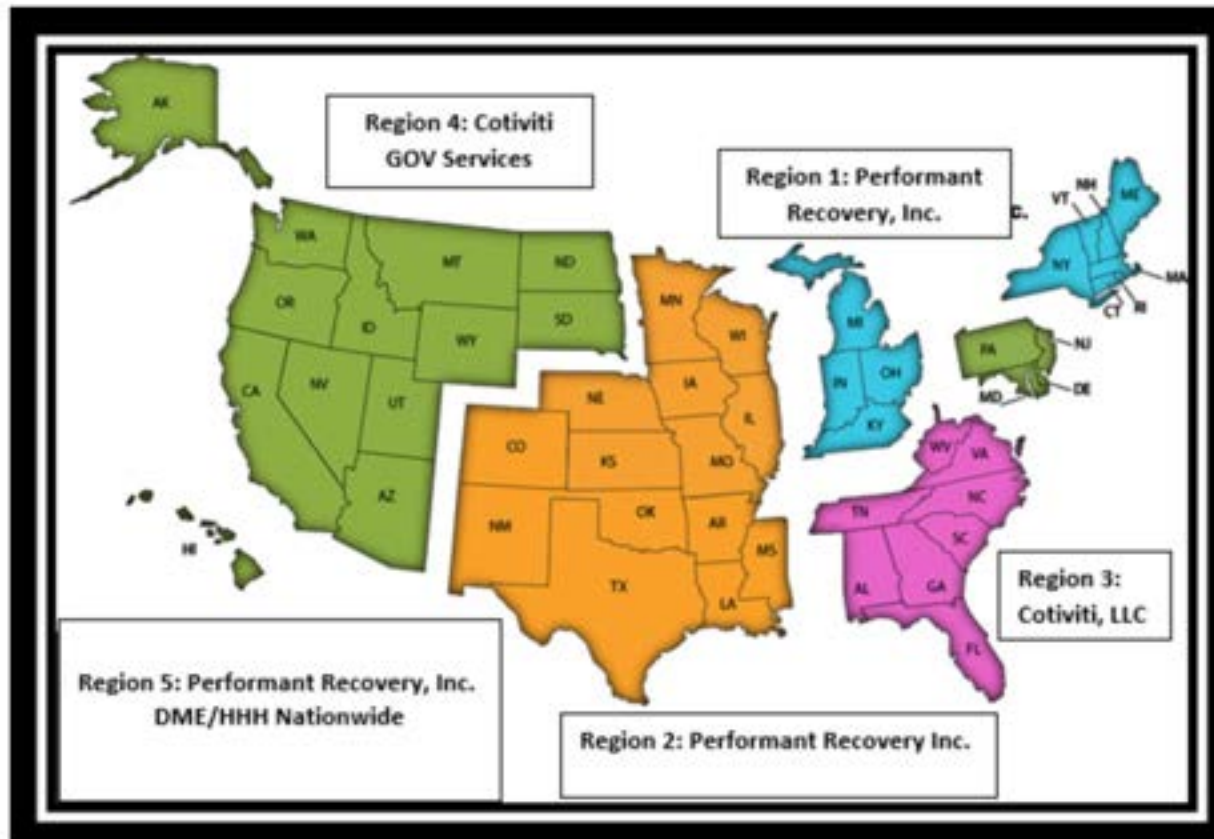 AK
Region 4: Cotiviti
GOV Services
Region 1: Performant
Recovery, Inc.
c.
VT
NH
ME
NY
MA
RI
CT
WA
MT
ND
OR
ID
SD
WY
MN
WI
MI
PA
NJ
DE
MD
CA
NV
UT
NE
IA
IL
IN
OH
KY
CO
KS
MO
WV
VA
AZ
NM
OK
AR
TN
NC
SC
HI
TX
LA
MS
AL
GA
FL
Region 3:
Cotiviti, LLC
Region 5: Performant Recovery, Inc.
DME/HHH Nationwide
Region 2: Performant Recovery Inc.